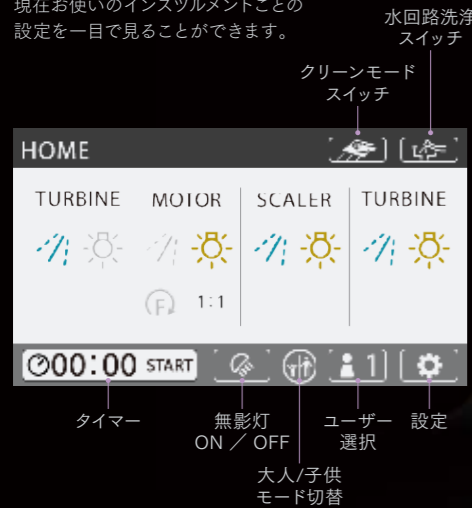 現在お使いのインスツルメントごとの
設定を一目で見ることができます。
水回路洗浄
スイッチ
クリーンモード
スイッチ
HOME
TURBINE MOTOR SCALER TURBINE
F 1:1
00:00 START 1
タイマー
無影灯
ON ／ OFF
大人/子供
モード切替
ユーザー
選択
設定